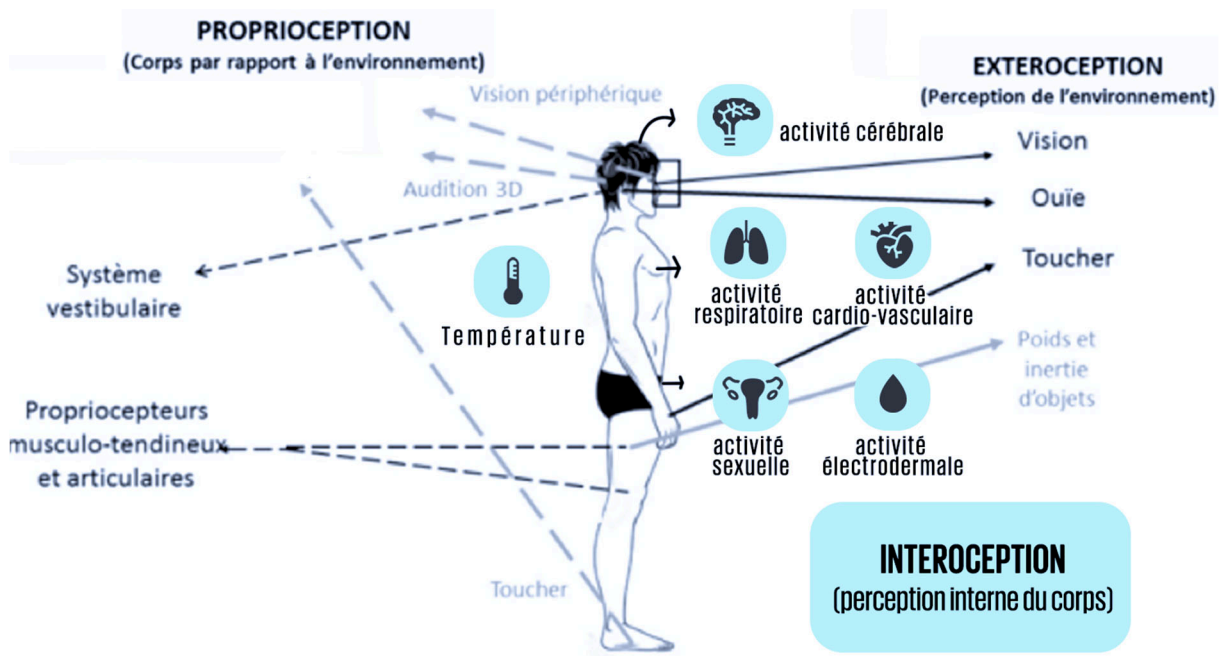 PROPRIOCEPTION
(Corps par rapport à l'environnement)
EXTEROCEPTION
(Perception de l'environnement)
Vision périphérique
activité cérébrale
Vision
Audition 3D
Ouïe
Système
vestibulaire
Température
activité
respiratoire
activité
cardio-vasculaire
Toucher
Poids et
inertie
d'objets
Propriocepteurs
musculo-tendineux
et articulaires
activité
sexuelle
activité
électrodermale
Toucher
INTEROCEPTION
(perception interne du corps)